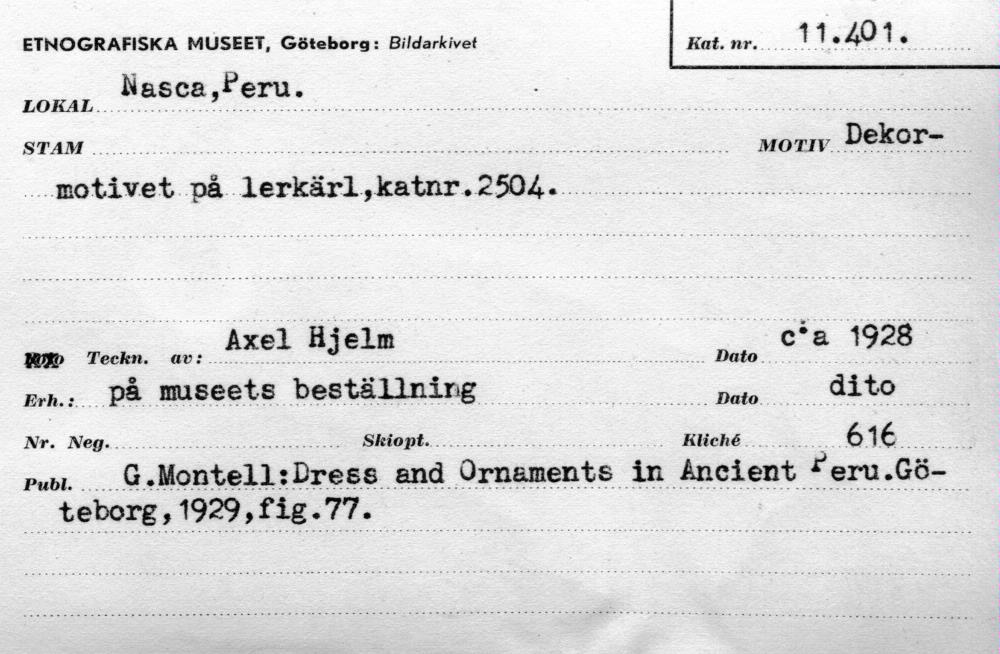 ETNOGRAFISKA MUSEET, Göteborg: Bildarkivet
Kat. nr. 11.401.
LOKAL Nasca,Peru.
STAM MOTIV Dekor-
motivet på lerkärl,katnr.2504.
Teckn. av: Axel Hjelm Dato c:a 1928
Erh.: på museets beställning Dato dito
Nr. Neg. Skiopt. Kliché 616
Publ. G.Montell:Dress and Ornaments in Ancient Peru.Gö-
teborg,1929,fig.77.